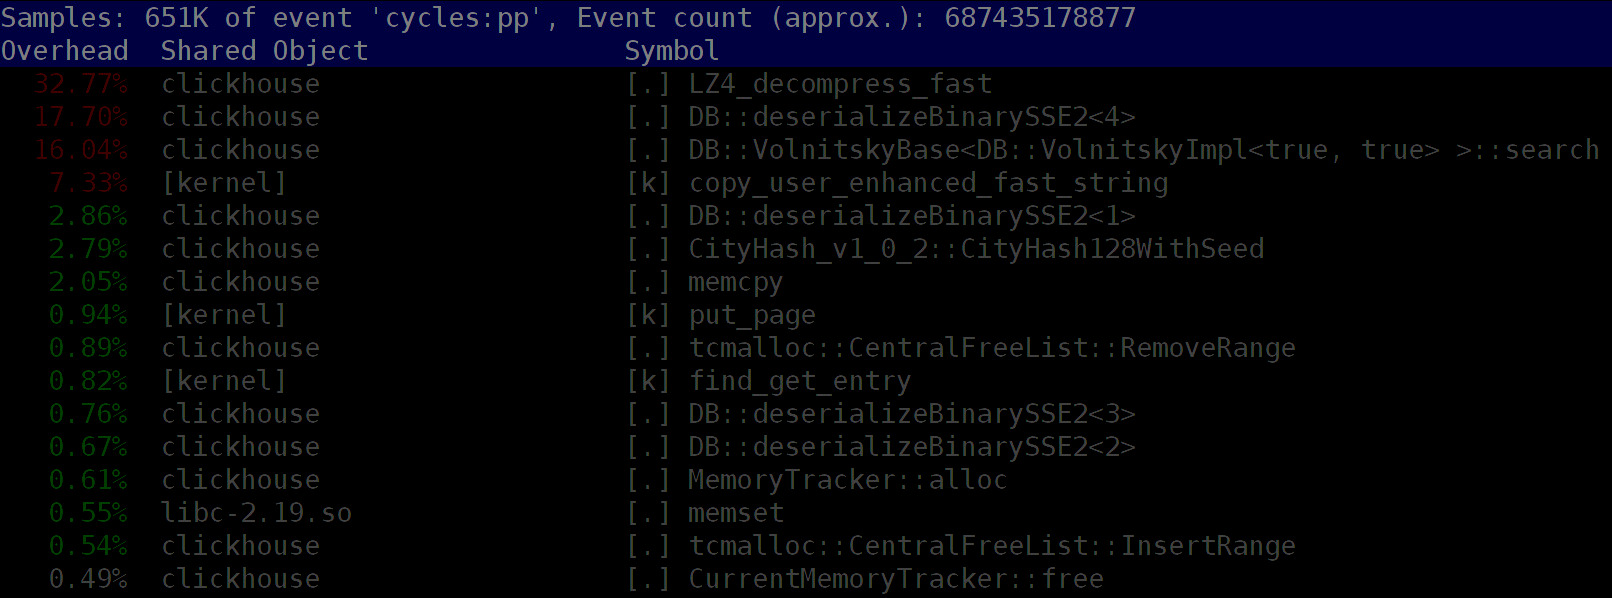 Samples: 651K of event 'cycles:pp', Event count (approx.): 687435178877
Overhead  Shared Object                Symbol
32.77%  clickhouse                   [.] LZ4_decompress_fast
17.70%  clickhouse                   [.] DB::deserializeBinarySSE2<4>
16.04%  clickhouse                   [.] DB::VolnitskyBase<DB::VolnitskyImpl<true, true> >::search
7.33%  [kernel]                     [k] copy_user_enhanced_fast_string
2.86%  clickhouse                   [.] DB::deserializeBinarySSE2<1>
2.79%  clickhouse                   [.] CityHash_v1_0_2::CityHash128WithSeed
2.05%  clickhouse                   [.] memcpy
0.94%  [kernel]                     [k] put_page
0.89%  clickhouse                   [.] tcmalloc::CentralFreeList::RemoveRange
0.82%  [kernel]                     [k] find_get_entry
0.76%  clickhouse                   [.] DB::deserializeBinarySSE2<3>
0.67%  clickhouse                   [.] DB::deserializeBinarySSE2<2>
0.61%  clickhouse                   [.] MemoryTracker::alloc
0.55%  libc-2.19.so                 [.] memset
0.54%  clickhouse                   [.] tcmalloc::CentralFreeList::InsertRange
0.49%  clickhouse                   [.] CurrentMemoryTracker::free